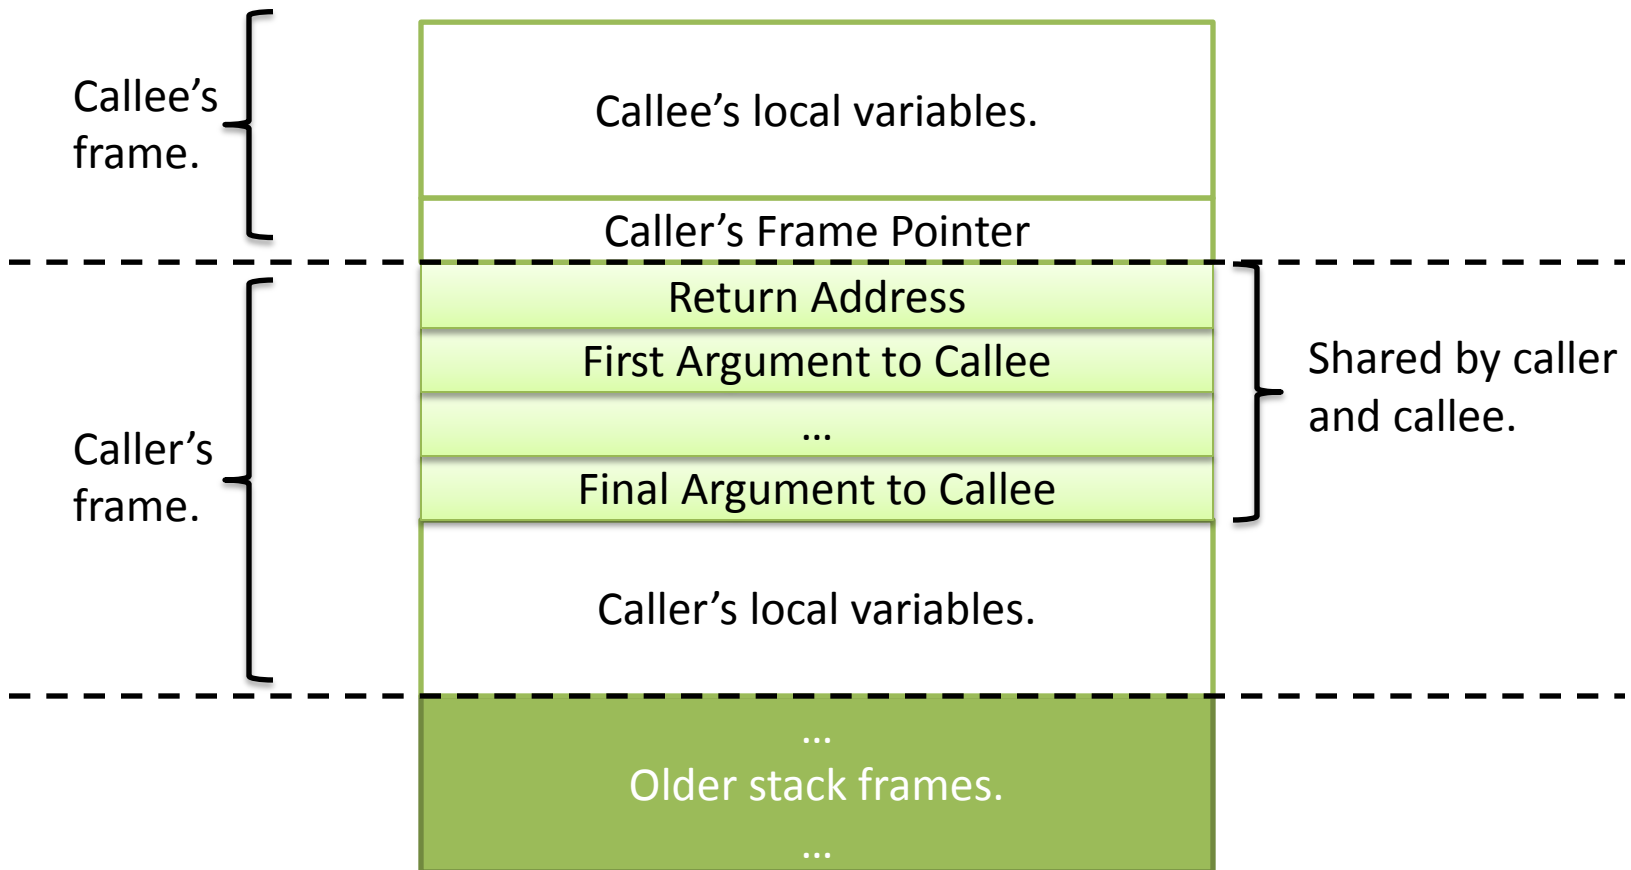 Callee’s
frame.
Callee’s local variables.
Caller’s Frame Pointer
Return Address
First Argument to Callee
…
Final Argument to Callee
Shared by caller
and callee.
Caller’s
frame.
Caller’s local variables.
…
Older stack frames.
…